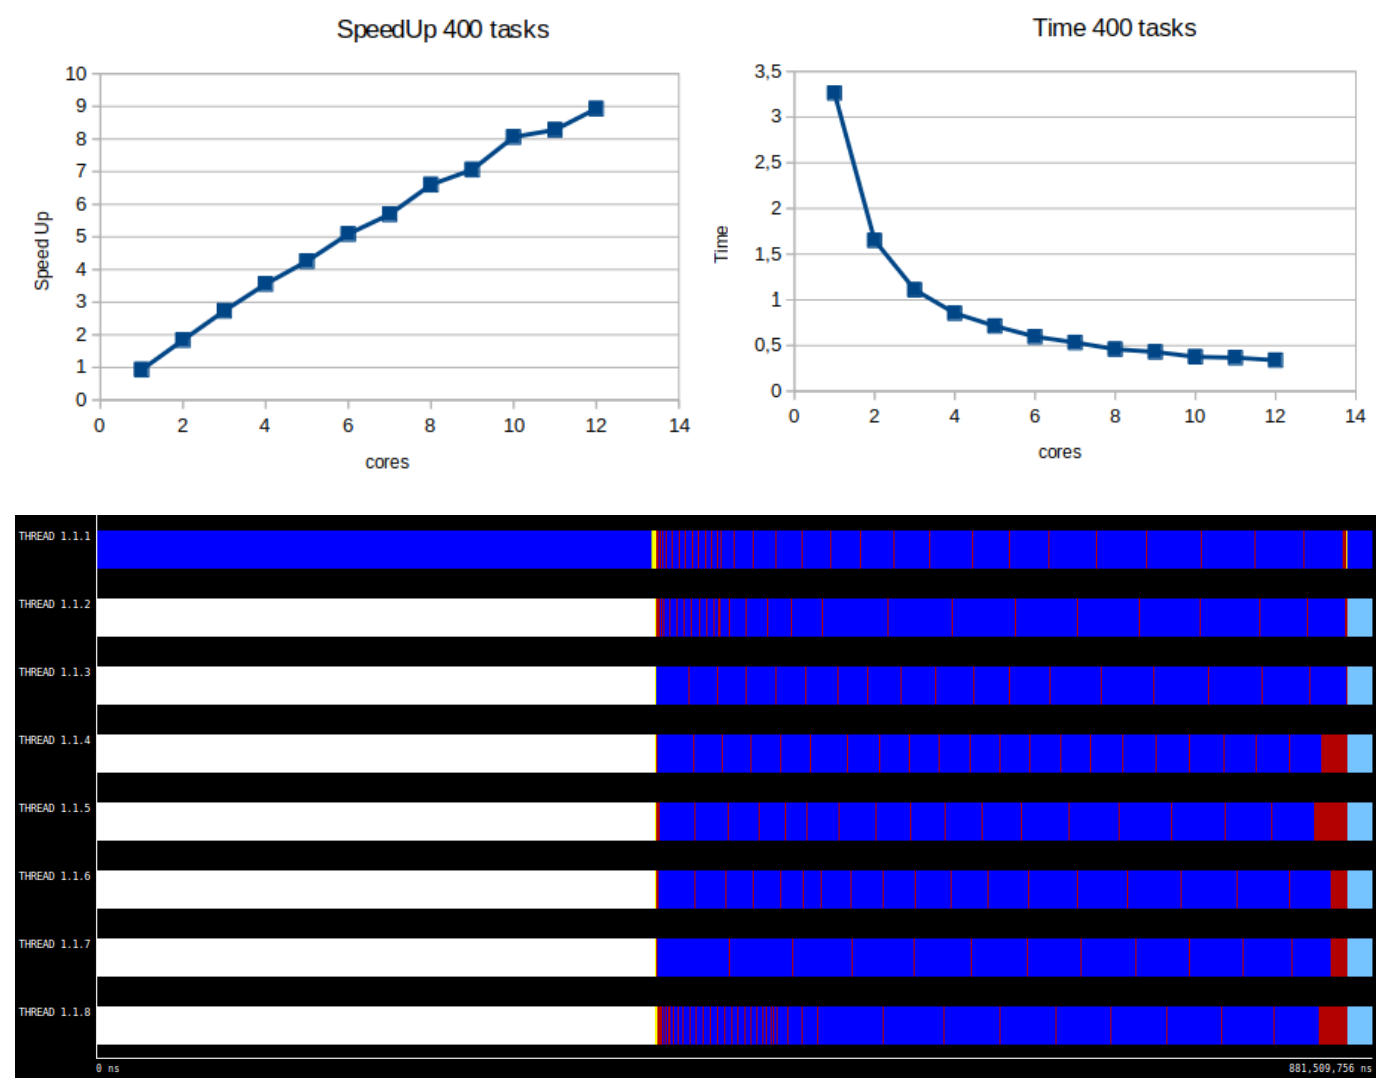 SpeedUp 400 tasks
10
9
8
7
6
5
4
3
2
1
0
Speed Up
0 2 4 6 8 10 12 14
cores
Time 400 tasks
3,5
3
2,5
2
1,5
1
0,5
0
Time
0 2 4 6 8 10 12 14
cores
THREAD 1.1.1
THREAD 1.1.2
THREAD 1.1.3
THREAD 1.1.4
THREAD 1.1.5
THREAD 1.1.6
THREAD 1.1.7
THREAD 1.1.8
0 ns 881,509,756 ns